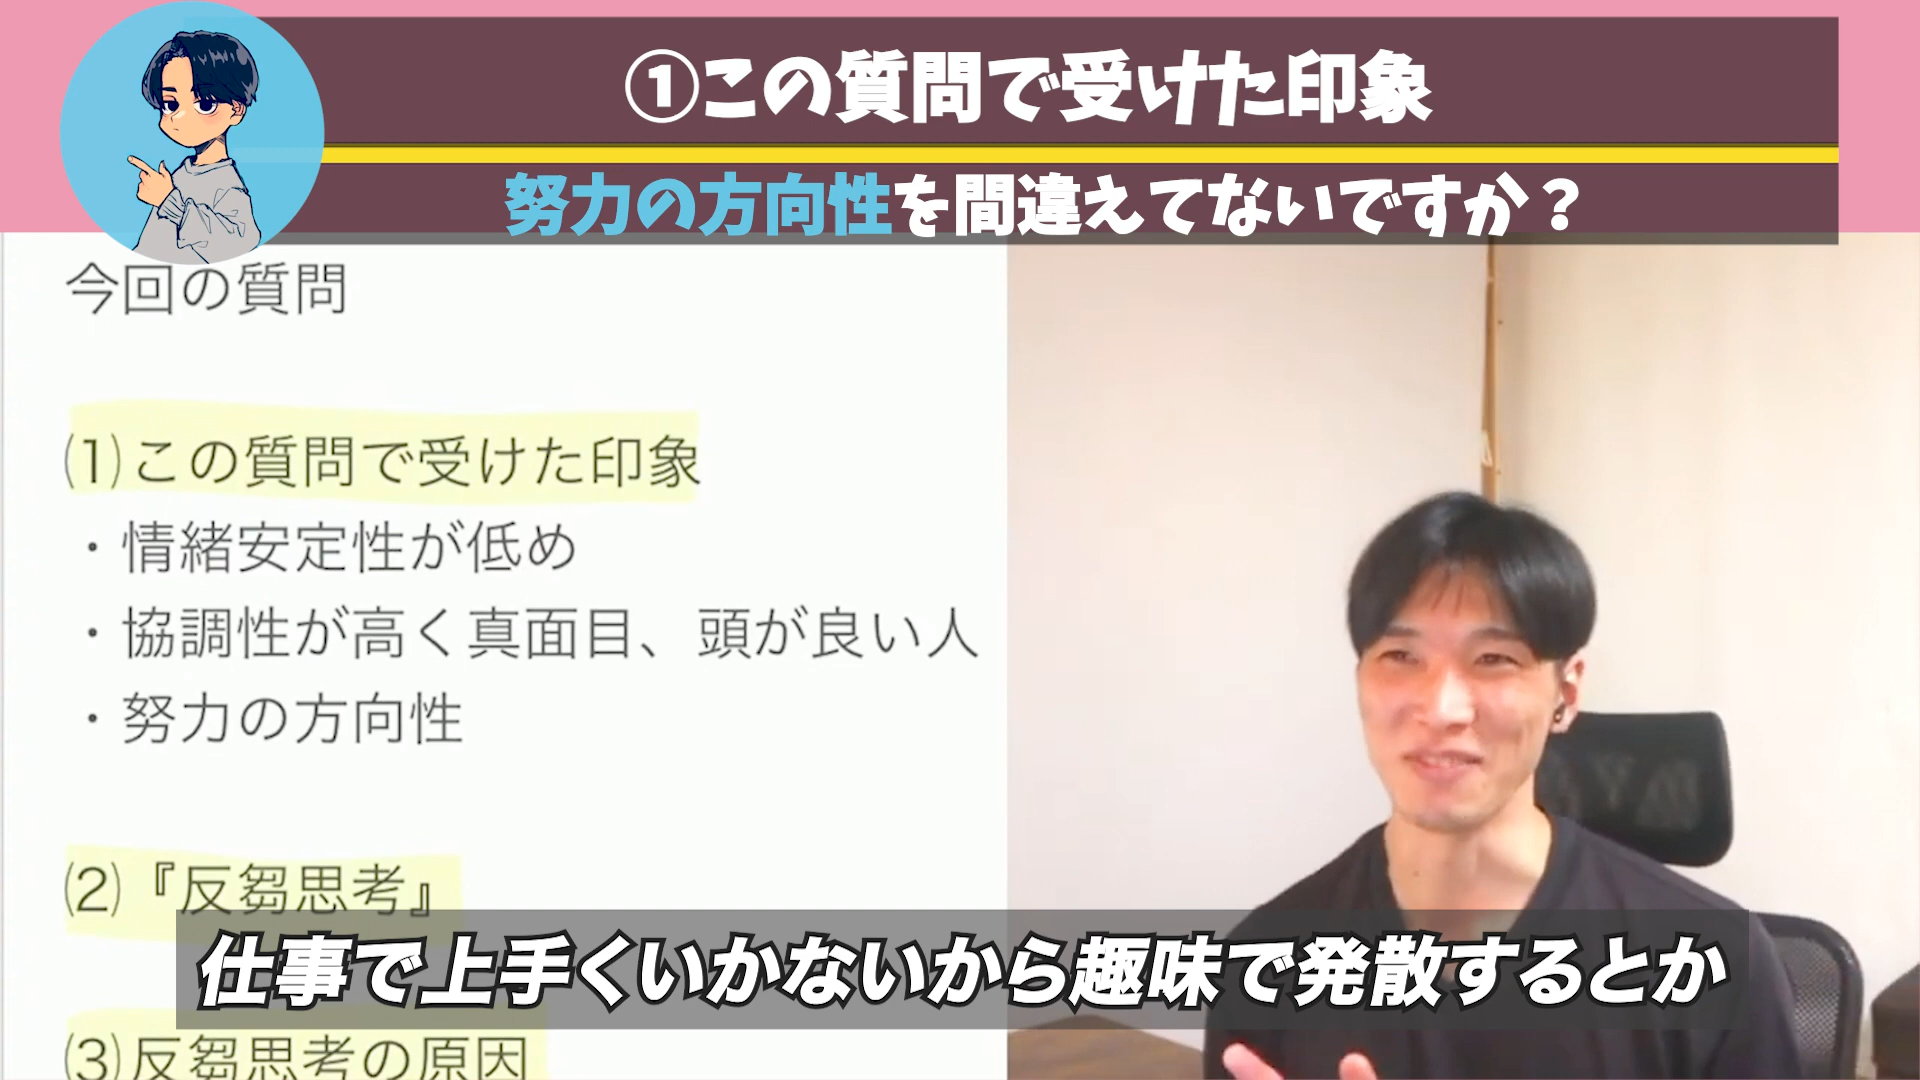 ①この質問で受けた印象
努力の方向性を間違えてないですか？
今回の質問
(1)この質問で受けた印象
・情緒安定性が低め
・協調性が高く真面目、頭が良い人
・努力の方向性
(2)『反芻思考』
(3)反芻思考の原因
仕事で上手くいかないから趣味で発散するとか